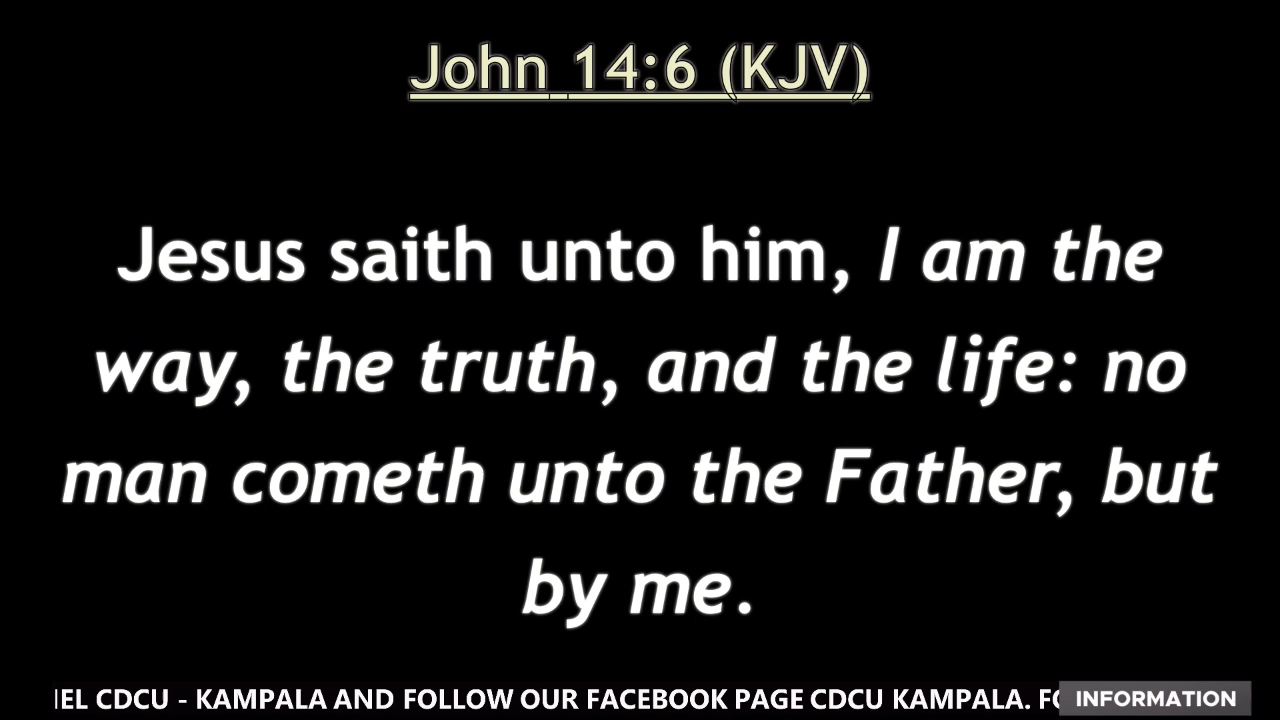 John 14:6 (KJV)
Jesus saith unto him, I am the
way, the truth, and the life: no
man cometh unto the Father, but
by me.
CDCU - KAMPALA AND FOLLOW OUR FACEBOOK PAGE CDCU KAMPALA.
INFORMATION